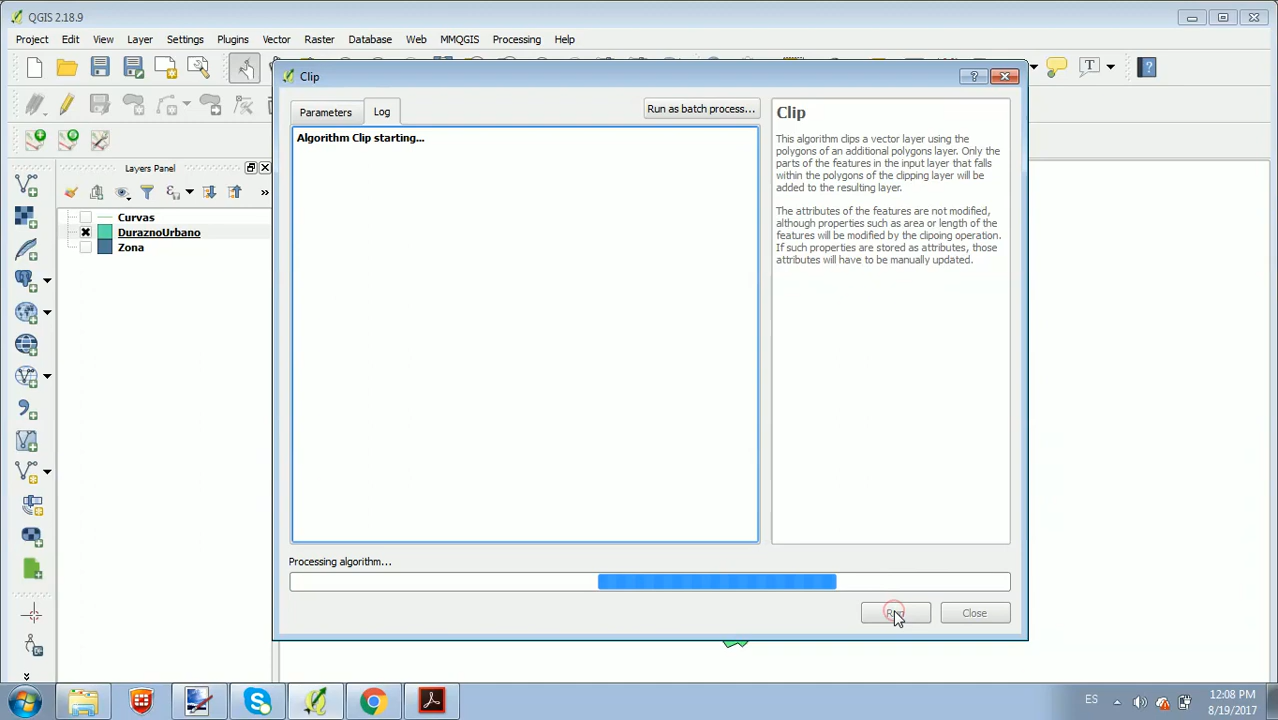 QGIS 2.18.9
Project Edit View Layer Settings Plugins Vector Raster Database Web MMQGIS Processing Help
Clip
Parameters Log Run as batch process...
Algorithm Clip starting...
Clip
This algorithm clips a vector layer using the
polygons of an additional polygons layer. Only the
parts of the features in the input layer that falls
within the polygons of the clipping layer will be
added to the resulting layer.
The attributes of the features are not modified,
although properties such as area or length of the
features will be modified by the clipoing operation.
If such properties are stored as attributes, those
attributes will have to be manually updated.
Layers Panel
Curvas
DuraznoUrbano
Zona
Processing algorithm...
Run Close
ES 12:08 PM
8/19/2017